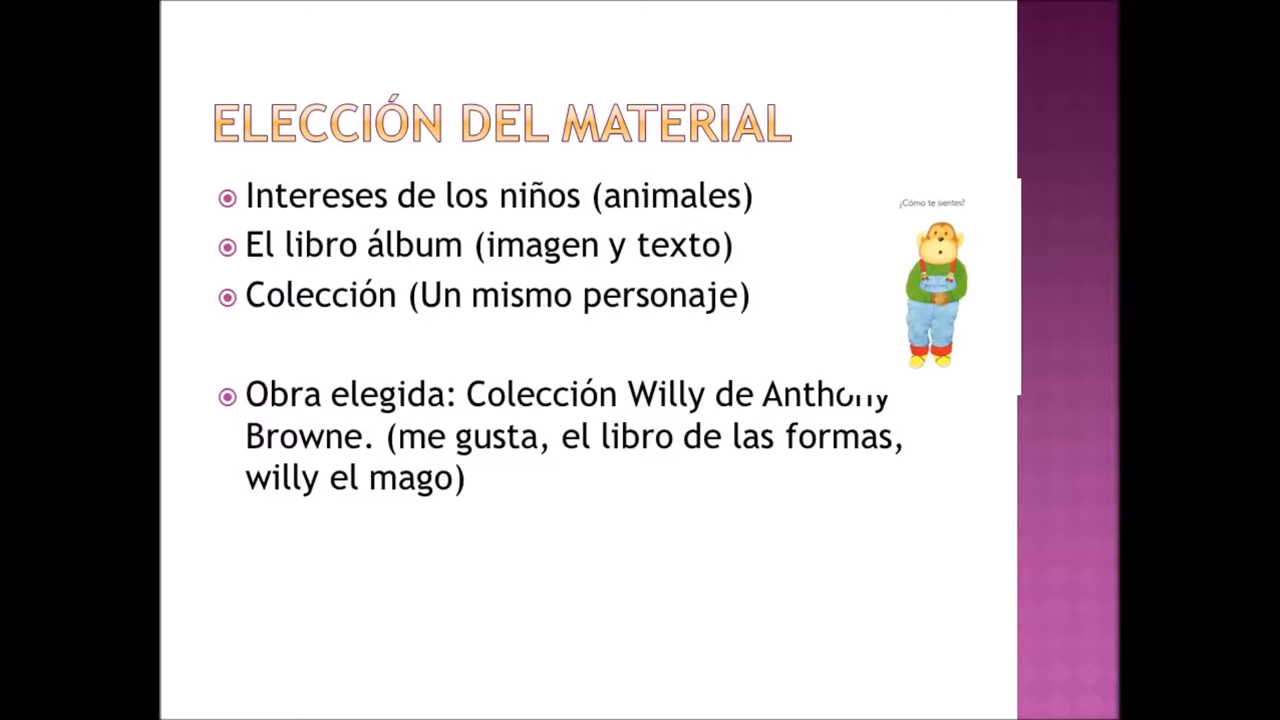 ELECCIÓN DEL MATERIAL
Intereses de los niños (animales)
El libro álbum (imagen y texto)
Colección (Un mismo personaje)
¿Cómo te sientes?
Obra elegida: Colección Willy de Anthony
Browne. (me gusta, el libro de las formas,
willy el mago)